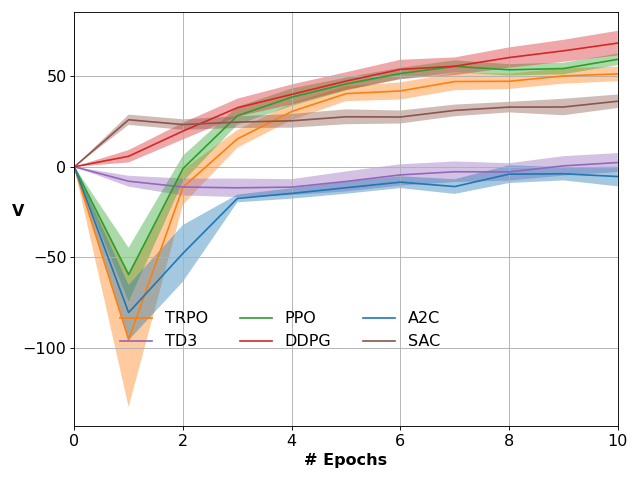 50
0
−50
−100
V
TRPO PPO A2C
TD3 DDPG SAC
0 2 4 6 8 10
# Epochs